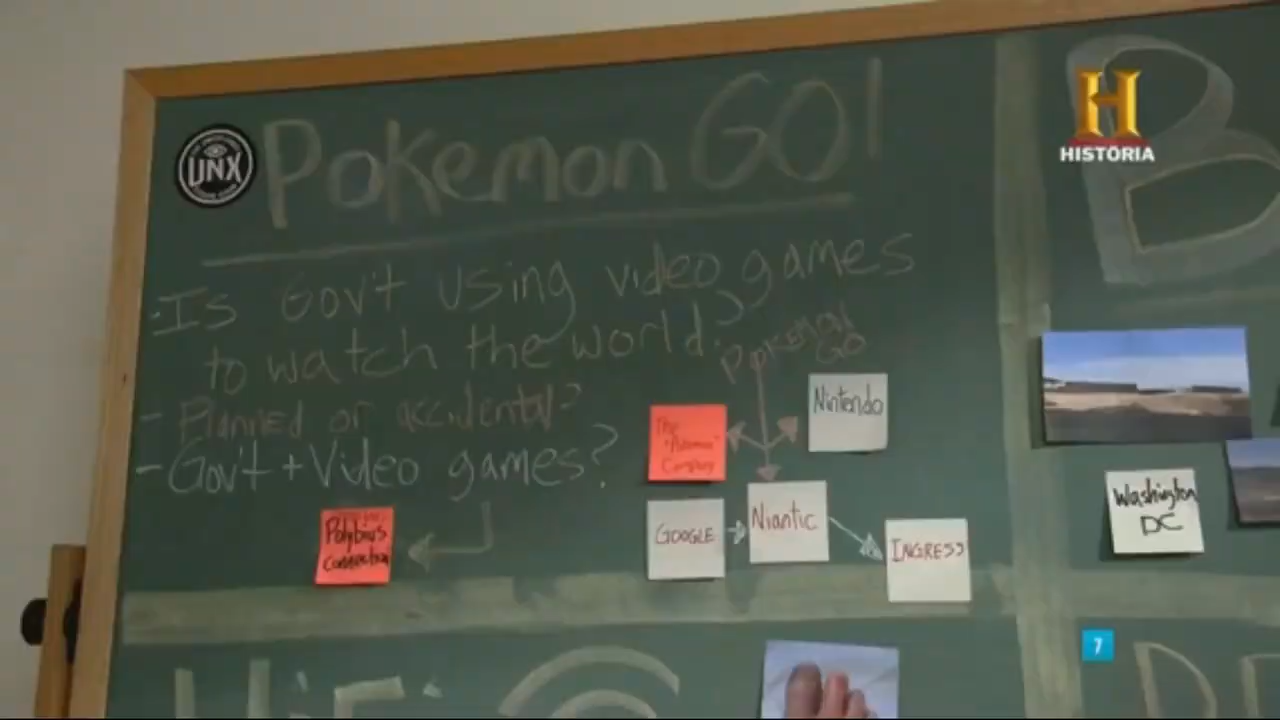 Pokemon GO!
UNX
H
HISTORIA
- Is Gov't using video games
to watch the world?
- Planned or accidental?
- Gov't + Video games?
POKEMON
GO
Nintendo
The
"Pokemon"
Company
GOOGLE
Niantic
INGRESS
Polybius
connection
Washington
DC
7